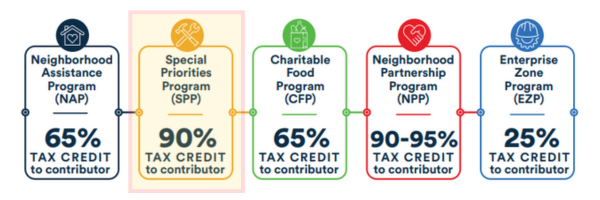 Neighborhood
Assistance
Program
(NAP)
65%
TAX CREDIT
to contributor
Special
Priorities
Program
(SPP)
90%
TAX CREDIT
to contributor
Charitable
Food
Program
(CFP)
65%
TAX CREDIT
to contributor
Neighborhood
Partnership
Program
(NPP)
90-95%
TAX CREDIT
to contributor
Enterprise
Zone
Program
(EZP)
25%
TAX CREDIT
to contributor